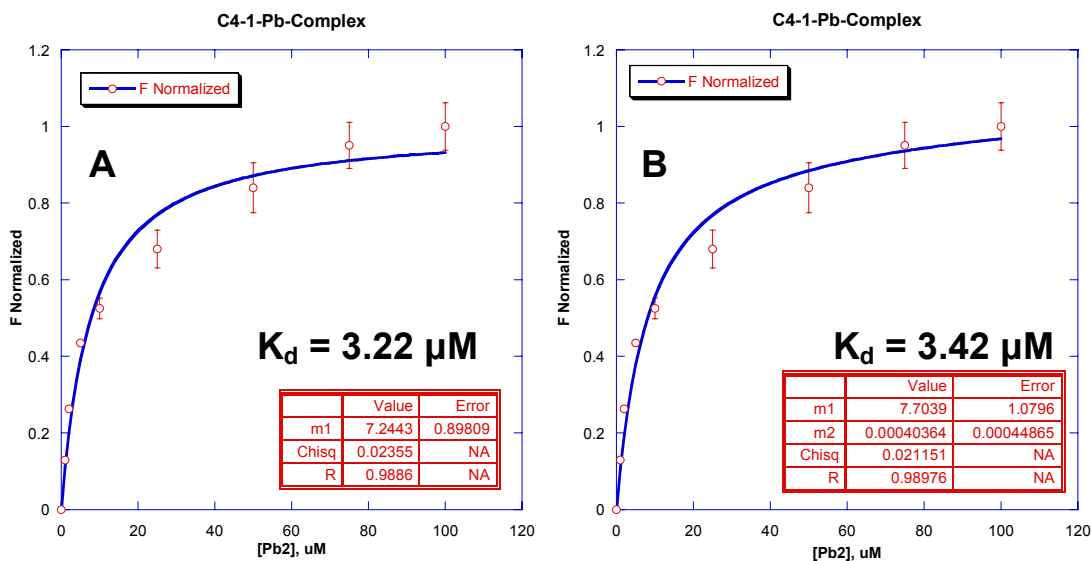 C4-1-Pb-Complex
1.2
1
0.8
0.6
0.4
0.2
0
F Normalized
F Normalized
A
K_d = 3.22 µM
Value Error
m1 7.2443 0.89809
Chisq 0.02355 NA
R 0.9886 NA
0 20 40 60 80 100 120
[Pb2], uM
C4-1-Pb-Complex
1.2
1
0.8
0.6
0.4
0.2
0
F Normalized
F Normalized
B
K_d = 3.42 µM
Value Error
m1 7.7039 1.0796
m2 0.00040364 0.00044865
Chisq 0.021151 NA
R 0.98976 NA
0 20 40 60 80 100 120
[Pb2], uM